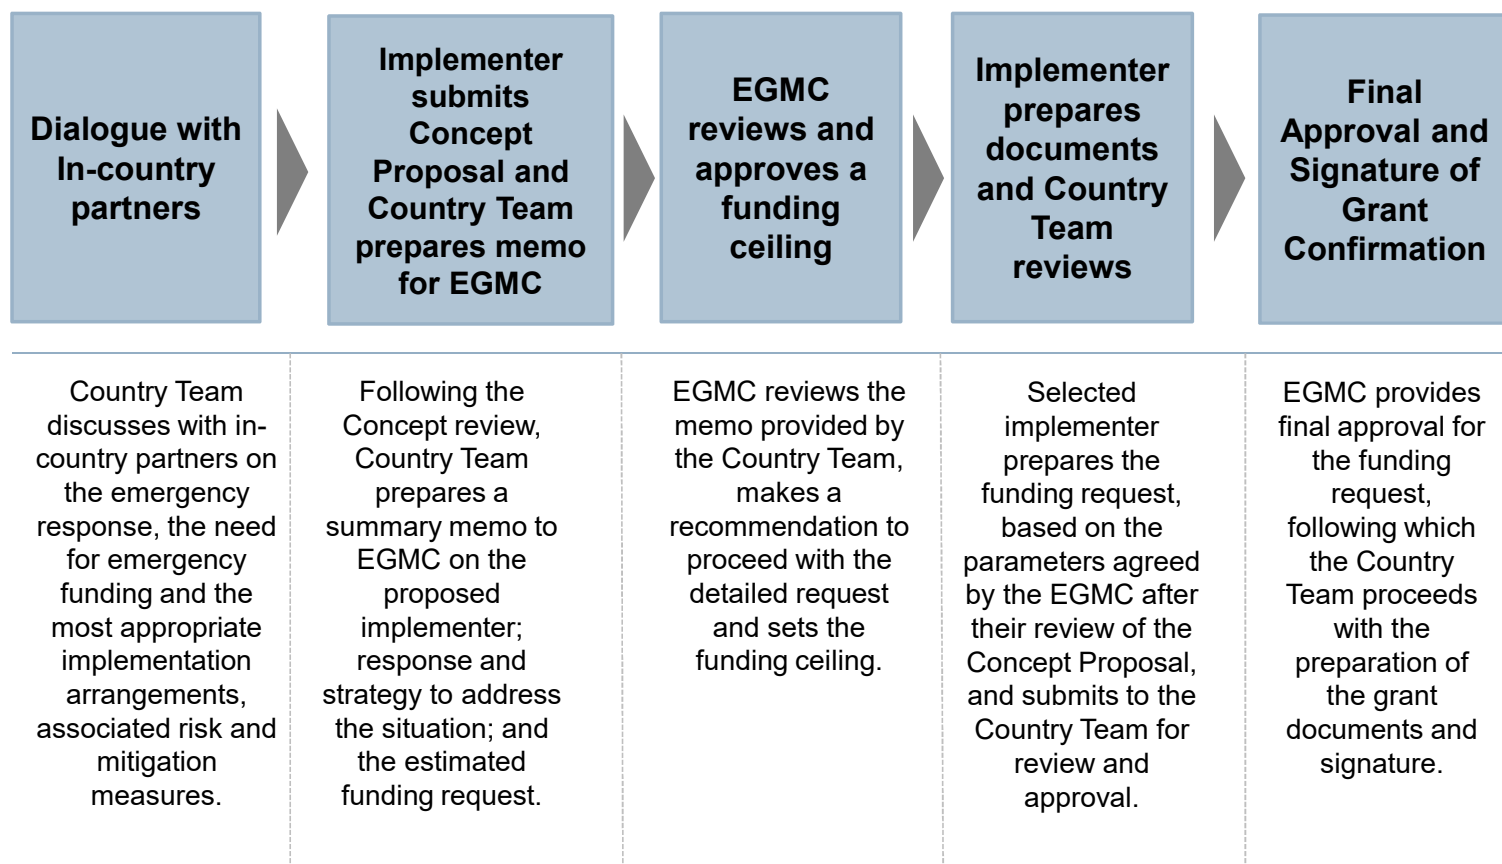 Dialogue with
In-country
partners
Implementer
submits
Concept
Proposal and
Country Team
prepares memo
for EGMC
EGMC
reviews and
approves a
funding
ceiling
Implementer
prepares
documents
and Country
Team
reviews
Final
Approval and
Signature of
Grant
Confirmation
Country Team
discusses with in-
country partners on
the emergency
response, the need
for emergency
funding and the
most appropriate
implementation
arrangements,
associated risk and
mitigation
measures.
Following the
Concept review,
Country Team
prepares a
summary memo to
EGMC on the
proposed
implementer;
response and
strategy to address
the situation; and
the estimated
funding request.
EGMC reviews the
memo provided by
the Country Team,
makes a
recommendation to
proceed with the
detailed request
and sets the
funding ceiling.
Selected
implementer
prepares the
funding request,
based on the
parameters agreed
by the EGMC after
their review of the
Concept Proposal,
and submits to the
Country Team for
review and
approval.
EGMC provides
final approval for
the funding
request,
following which
the Country
Team proceeds
with the
preparation of
the grant
documents and
signature.